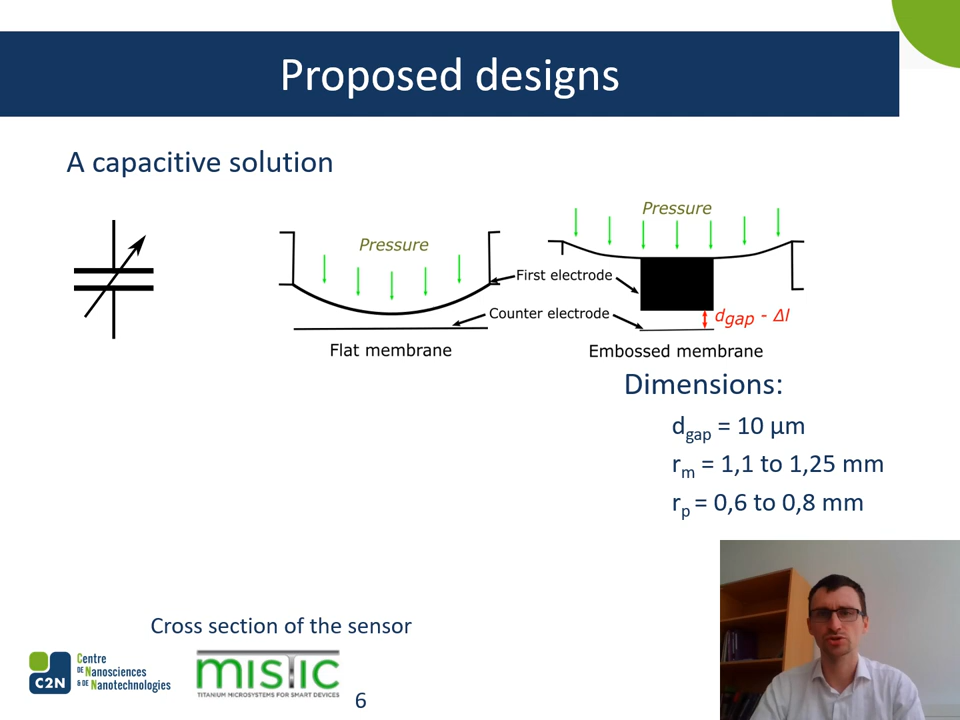 Proposed designs
A capacitive solution
Pressure
Pressure
First electrode
Counter electrode
dgap - Δl
Flat membrane
Embossed membrane
Dimensions:
dgap = 10 µm
rm = 1,1 to 1,25 mm
rp = 0,6 to 0,8 mm
Cross section of the sensor
C2N
Centre
DE Nanosciences
& DE Nanotechnologies
mistic
TITANIUM MICROSYSTEMS FOR SMART DEVICES
6